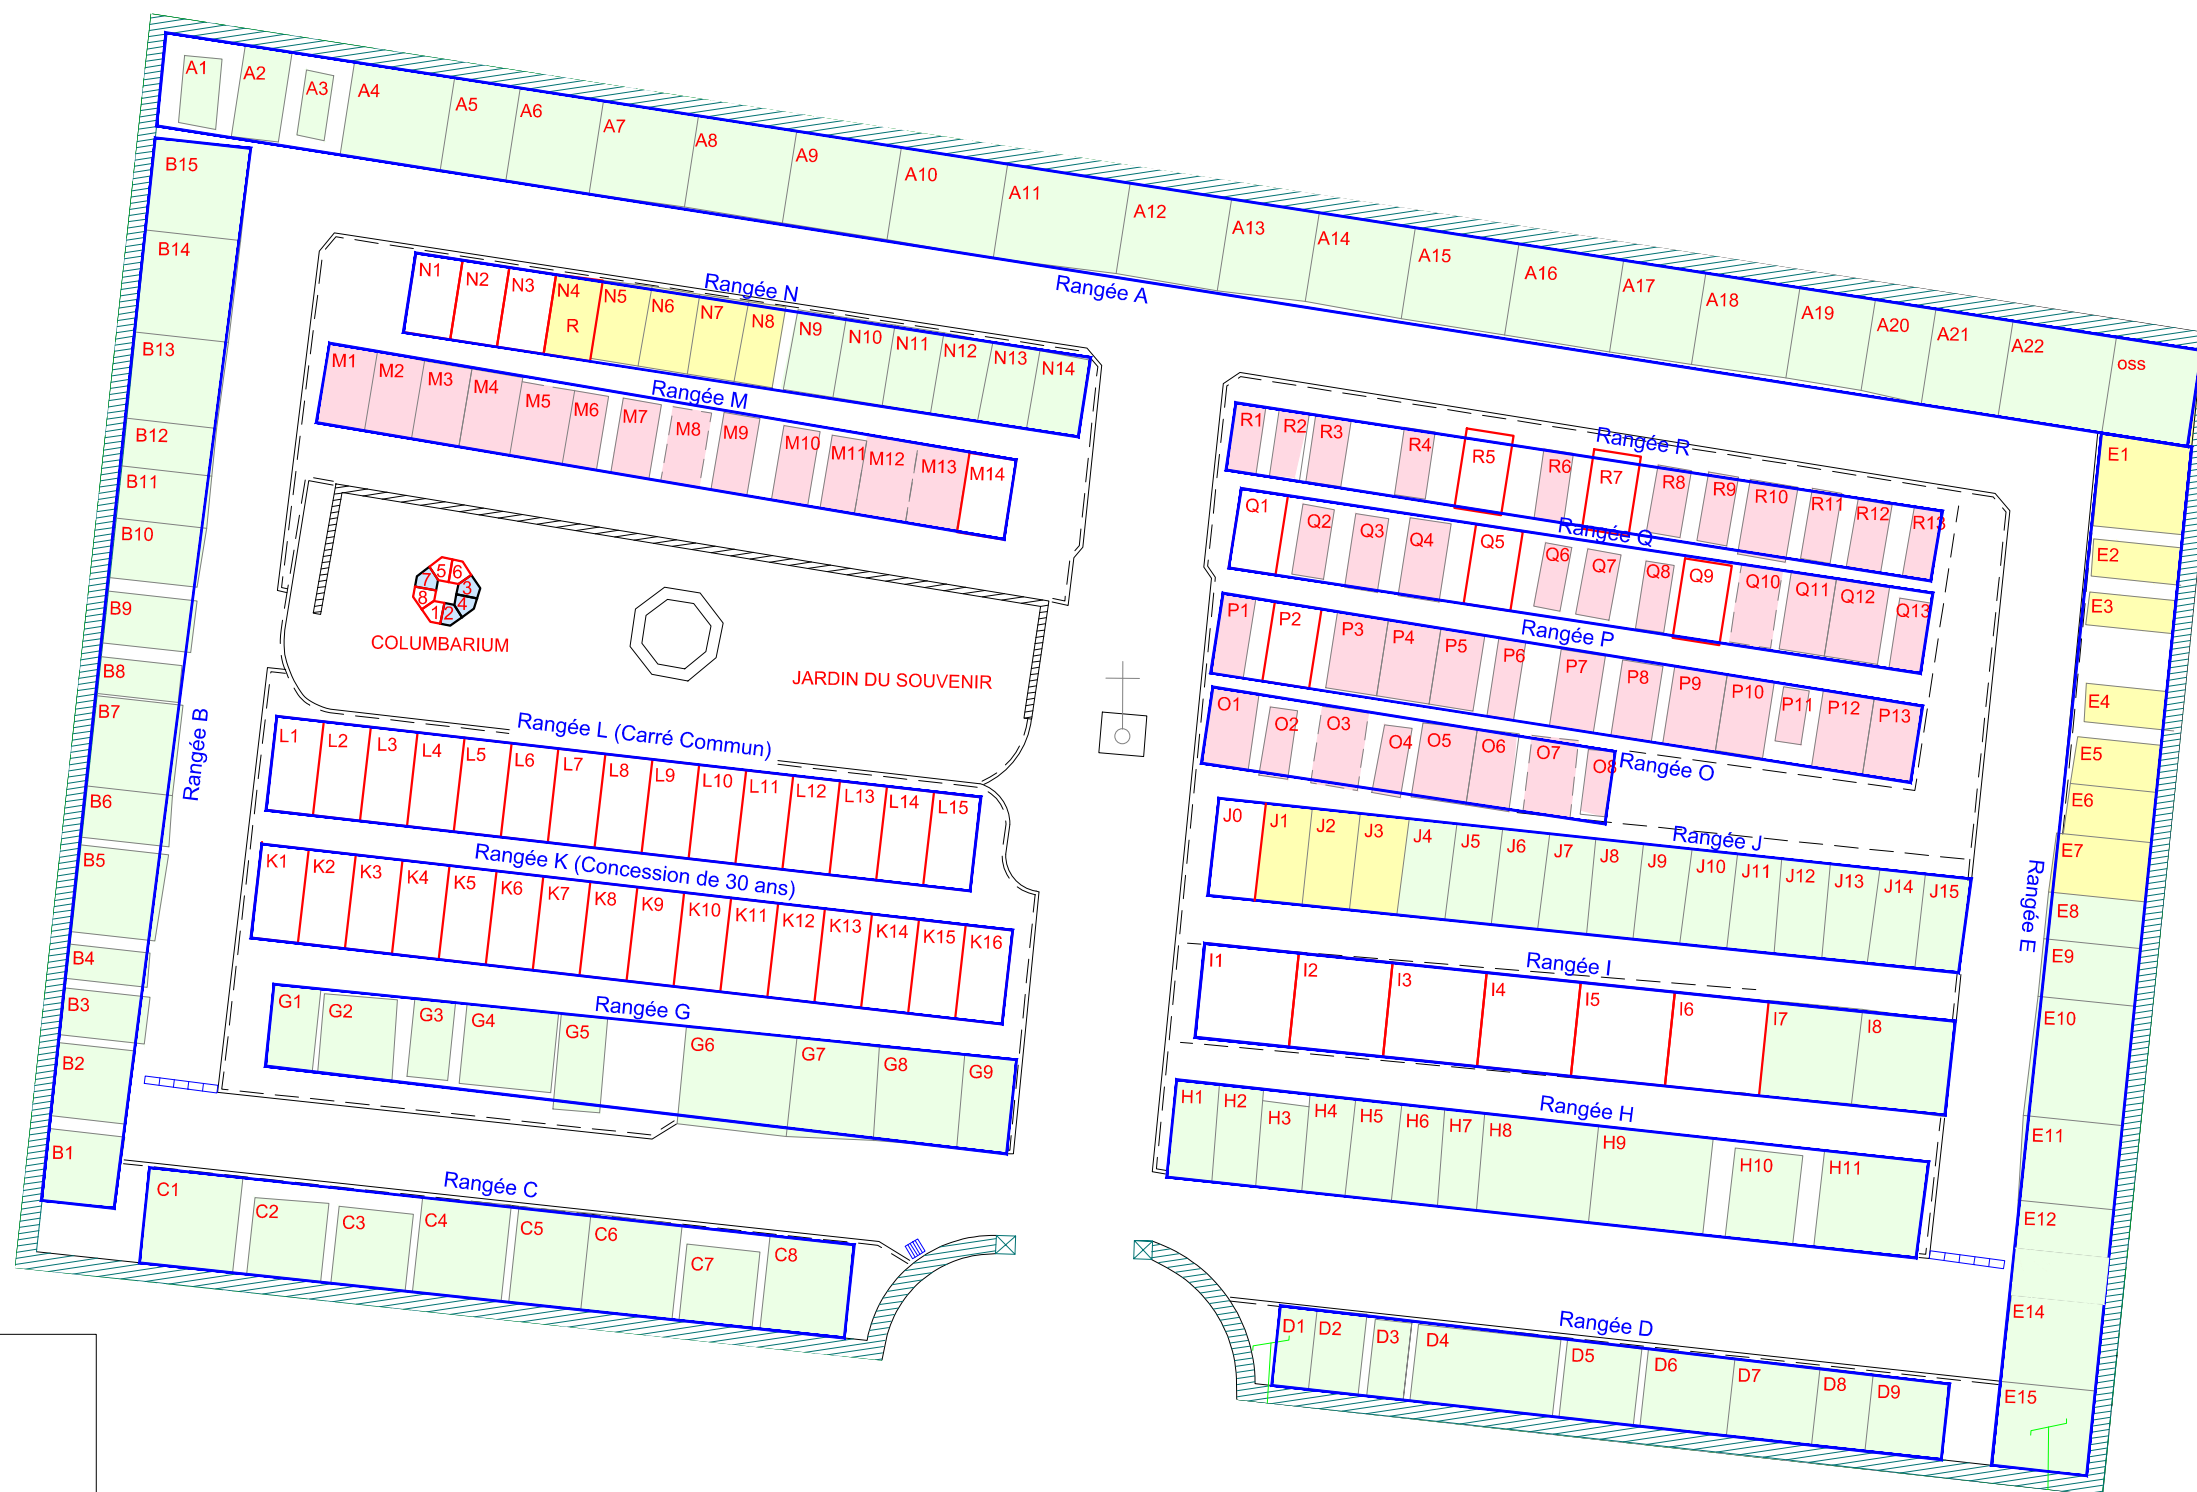 A1 A2 A3 A4 A5 A6 A7 A8 A9 A10 A11 A12 A13 A14 A15 A16 A17 A18 A19 A20 A21 A22 oss
Rangée A
B15
B14
B13
B12
B11
B10
B9
B8
B7
B6
B5
B4
B3
B2
B1
Rangée B
Rangée N
N1 N2 N3 N4 N5 N6 N7 N8 N9 N10 N11 N12 N13 N14
R
Rangée M
M1 M2 M3 M4 M5 M6 M7 M8 M9 M10 M11 M12 M13 M14
5 6
7 3
8 4
1 2
COLUMBARIUM
JARDIN DU SOUVENIR
Rangée L (Carré Commun)
L1 L2 L3 L4 L5 L6 L7 L8 L9 L10 L11 L12 L13 L14 L15
Rangée K (Concession de 30 ans)
K1 K2 K3 K4 K5 K6 K7 K8 K9 K10 K11 K12 K13 K14 K15 K16
Rangée G
G1 G2 G3 G4 G5 G6 G7 G8 G9
Rangée C
C1 C2 C3 C4 C5 C6 C7 C8
Rangée R
R1 R2 R3 R4 R5 R6 R7 R8 R9 R10 R11 R12 R13
Rangée Q
Q1 Q2 Q3 Q4 Q5 Q6 Q7 Q8 Q9 Q10 Q11 Q12 Q13
Rangée P
P1 P2 P3 P4 P5 P6 P7 P8 P9 P10 P11 P12 P13
O1 O2 O3 O4 O5 O6 O7 O8
Rangée O
Rangée J
J0 J1 J2 J3 J4 J5 J6 J7 J8 J9 J10 J11 J12 J13 J14 J15
Rangée I
I1 I2 I3 I4 I5 I6 I7 I8
Rangée H
H1 H2 H3 H4 H5 H6 H7 H8 H9 H10 H11
Rangée D
D1 D2 D3 D4 D5 D6 D7 D8 D9
E1
E2
E3
E4
E5
E6
E7
E8
E9
E10
E11
E12
E14
E15
Rangée E